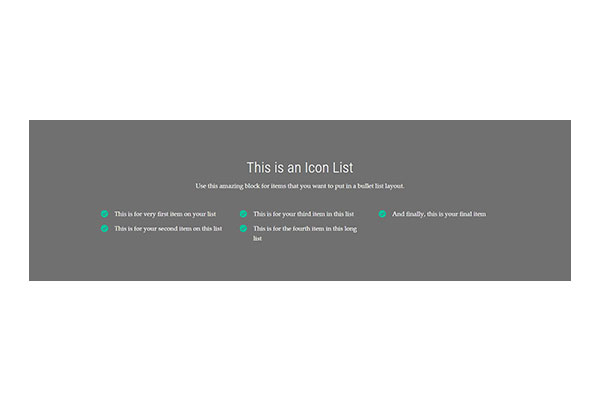 This is an Icon List
Use this amazing block for items that you want to put in a bullet list layout.
This is for very first item on your list
This is for your second item on this list
This is for your third item in this list
This is for the fourth item in this long
list
And finally, this is your final item